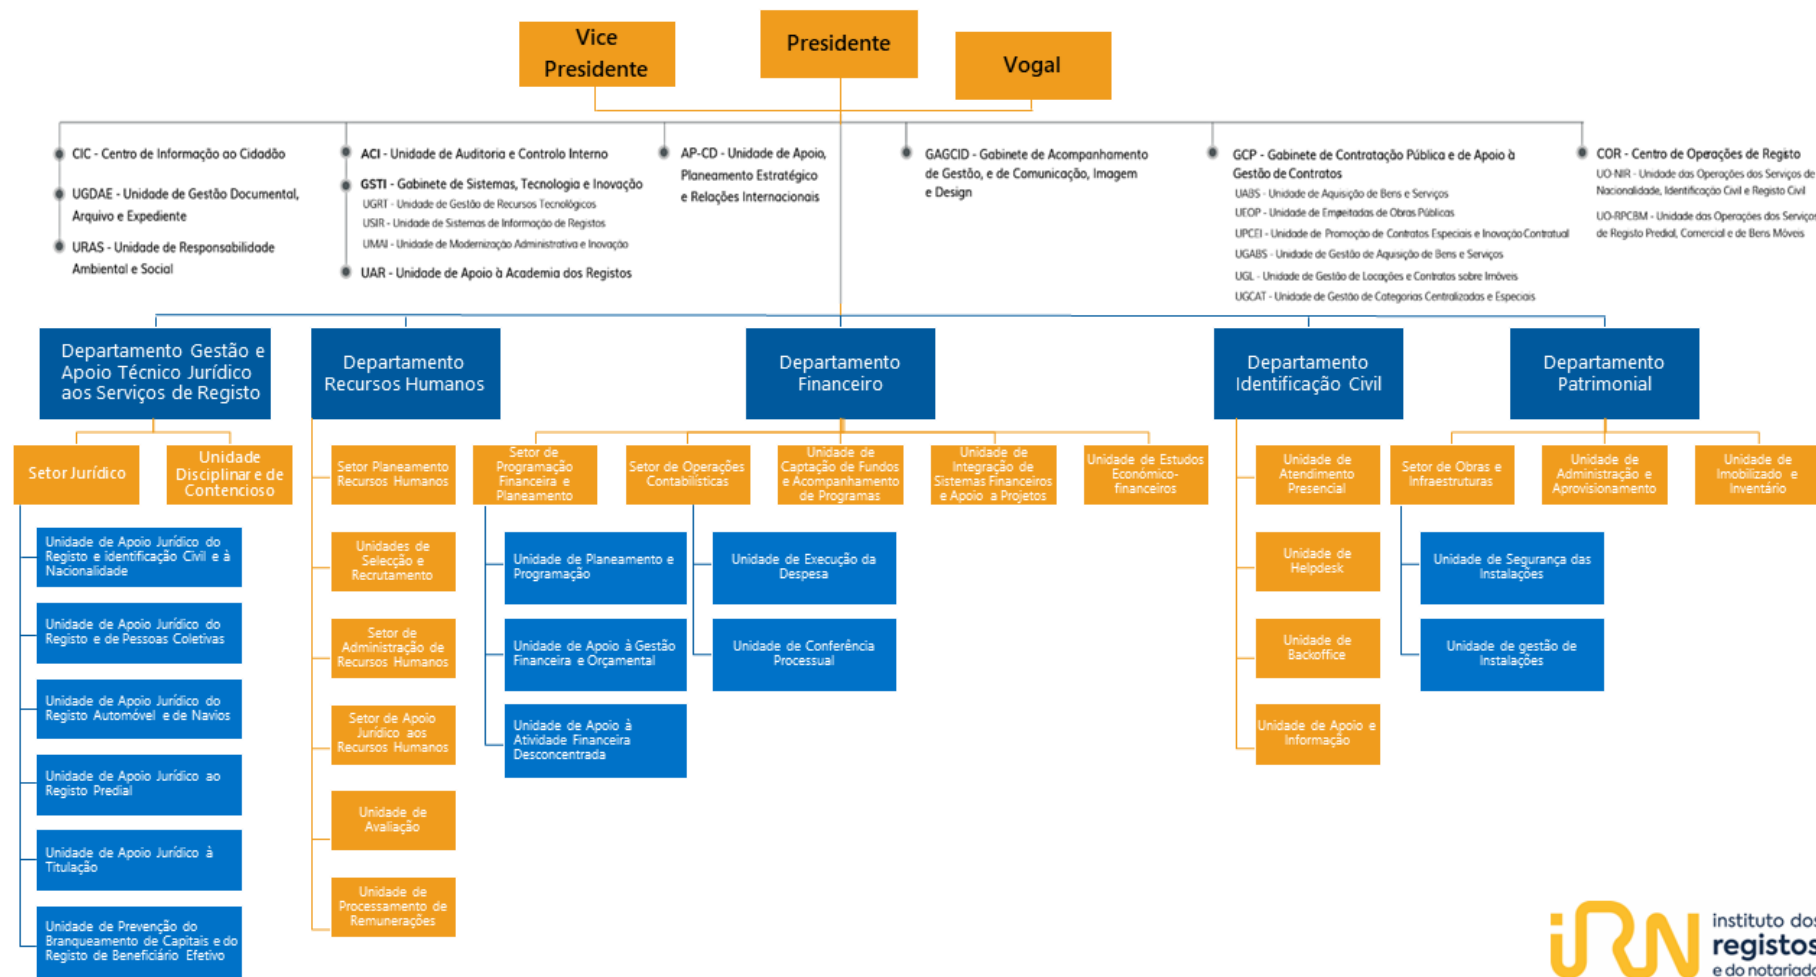 Vice
Presidente
Presidente
Vogal
CIC - Centro de Informação ao Cidadão
UGDAE - Unidade de Gestão Documental,
Arquivo e Expediente
URAS - Unidade de Responsabilidade
Ambiental e Social
ACI - Unidade de Auditoria e Controlo Interno
GSTI - Gabinete de Sistemas, Tecnologia e Inovação
UGRT - Unidade de Gestão de Recursos Tecnológicos
USIR - Unidade de Sistemas de Informação de Registos
UMAI - Unidade de Modernização Administrativa e Inovação
UAR - Unidade de Apoio à Academia dos Registos
AP-CD - Unidade de Apoio,
Planeamento Estratégico
e Relações Internacionais
GAGCID - Gabinete de Acompanhamento
de Gestão, e de Comunicação, Imagem
e Design
GCP - Gabinete de Contratação Pública e de Apoio à
Gestão de Contratos
UABS - Unidade de Aquisição de Bens e Serviços
UEOP - Unidade de Empreitadas de Obras Públicas
UPCEI - Unidade de Promoção de Contratos Especiais e Inovação Contratual
UGABS - Unidade de Gestão de Aquisição de Bens e Serviços
UGL - Unidade de Gestão de Locações e Contratos sobre Imóveis
UGCAT - Unidade de Gestão de Categorias Centralizadas e Especiais
COR - Centro de Operações de Registo
UO-NIR - Unidade das Operações dos Serviços de
Nacionalidade, Identificação Civil e Registo Civil
UO-RPCBM - Unidade das Operações dos Serviços
de Registo Predial, Comercial e de Bens Móveis
Departamento Gestão e
Apoio Técnico Jurídico
aos Serviços de Registo
Departamento
Recursos Humanos
Departamento
Financeiro
Departamento
Identificação Civil
Departamento
Patrimonial
Setor Jurídico
Unidade
Disciplinar e de
Contencioso
Unidade de Apoio Jurídico do
Registo e identificação Civil e à
Nacionalidade
Unidade de Apoio Jurídico do
Registo e de Pessoas Coletivas
Unidade de Apoio Jurídico do
Registo Automóvel e de Navios
Unidade de Apoio Jurídico ao
Registo Predial
Unidade de Apoio Jurídico à
Titulação
Unidade de Prevenção do
Branqueamento de Capitais e do
Registo de Beneficiário Efetivo
Setor Planeamento
Recursos Humanos
Unidades de
Selecção e
Recrutamento
Setor de
Administração de
Recursos Humanos
Setor de Apoio
Jurídico aos
Recursos Humanos
Unidade de
Avaliação
Unidade de
Processamento de
Remunerações
Setor de
Programação
Financeira e
Planeamento
Setor de Operações
Contabilísticas
Unidade de
Captação de Fundos
e Acompanhamento
de Programas
Unidade de
Integração de
Sistemas Financeiros
e Apoio a Projetos
Unidade de Estudos
Económico-
financeiros
Unidade de Planeamento e
Programação
Unidade de Apoio à Gestão
Financeira e Orçamental
Unidade de Apoio à
Atividade Financeira
Desconcentrada
Unidade de Execução da
Despesa
Unidade de Conferência
Processual
Unidade de
Atendimento
Presencial
Unidade de
Helpdesk
Unidade de
Backoffice
Unidade de Apoio e
Informação
Setor de Obras e
Infraestruturas
Unidade de
Administração e
Aprovisionamento
Unidade de
Imobilizado e
Inventário
Unidade de Segurança das
Instalações
Unidade de gestão de
Instalações
iRN
instituto dos
registos
e do notariado